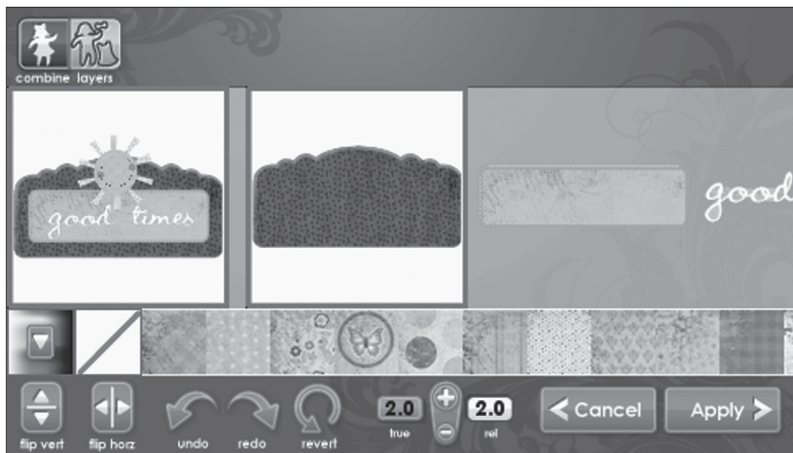 combine layers
good times
good
2.0
2.0
Cancel
Apply
flip vert
flip horz
undo
redo
revert
true
rel